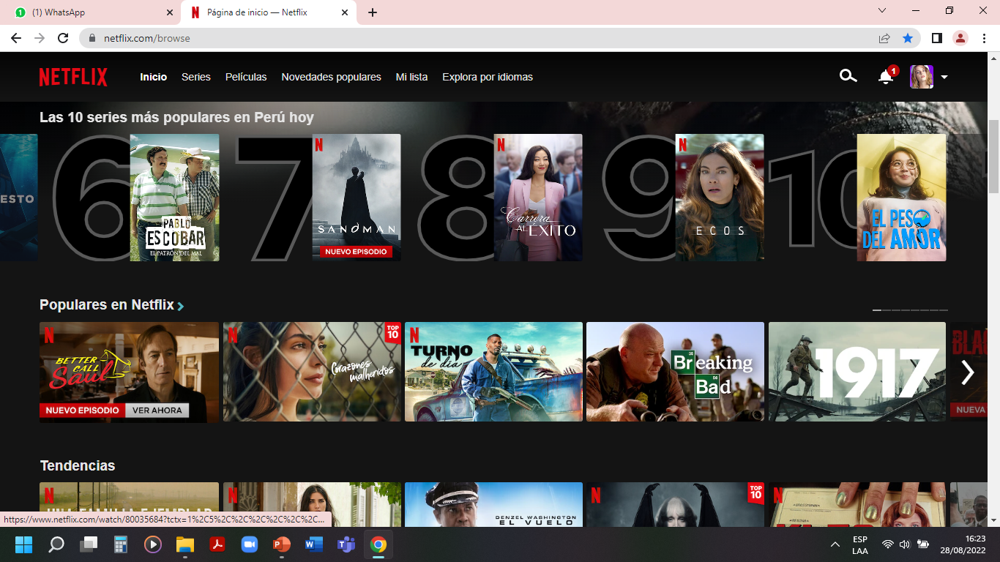 (1) WhatsApp
Página de inicio — Netflix
netflix.com/browse
NETFLIX
Inicio
Series
Películas
Novedades populares
Mi lista
Explora por idiomas
1
Las 10 series más populares en Perú hoy
ESTO
6
PABLO
ESCOBAR
EL PATRÓN DEL MAL
7
N
SANDMAN
NUEVO EPISODIO
8
N
Carrera
AL ÉXITO
9
N
ECOS
10
EL PESO
DEL AMOR
Populares en Netflix
N
BETTER
CALL
Saul
NUEVO EPISODIO
VER AHORA
N
TOP
10
Corazones
malheridos
N
TURNO
de día
35
Breaking
56
Bad
1917
NUEVA
Tendencias
N
N
DENZEL WASHINGTON
EL VUELO
N
TOP
10
N
https://www.netflix.com/watch/80035684?tctx=1%2C5%2C%2C%2C%2C%2C%2C...
ESP
LAA
16:23
28/08/2022